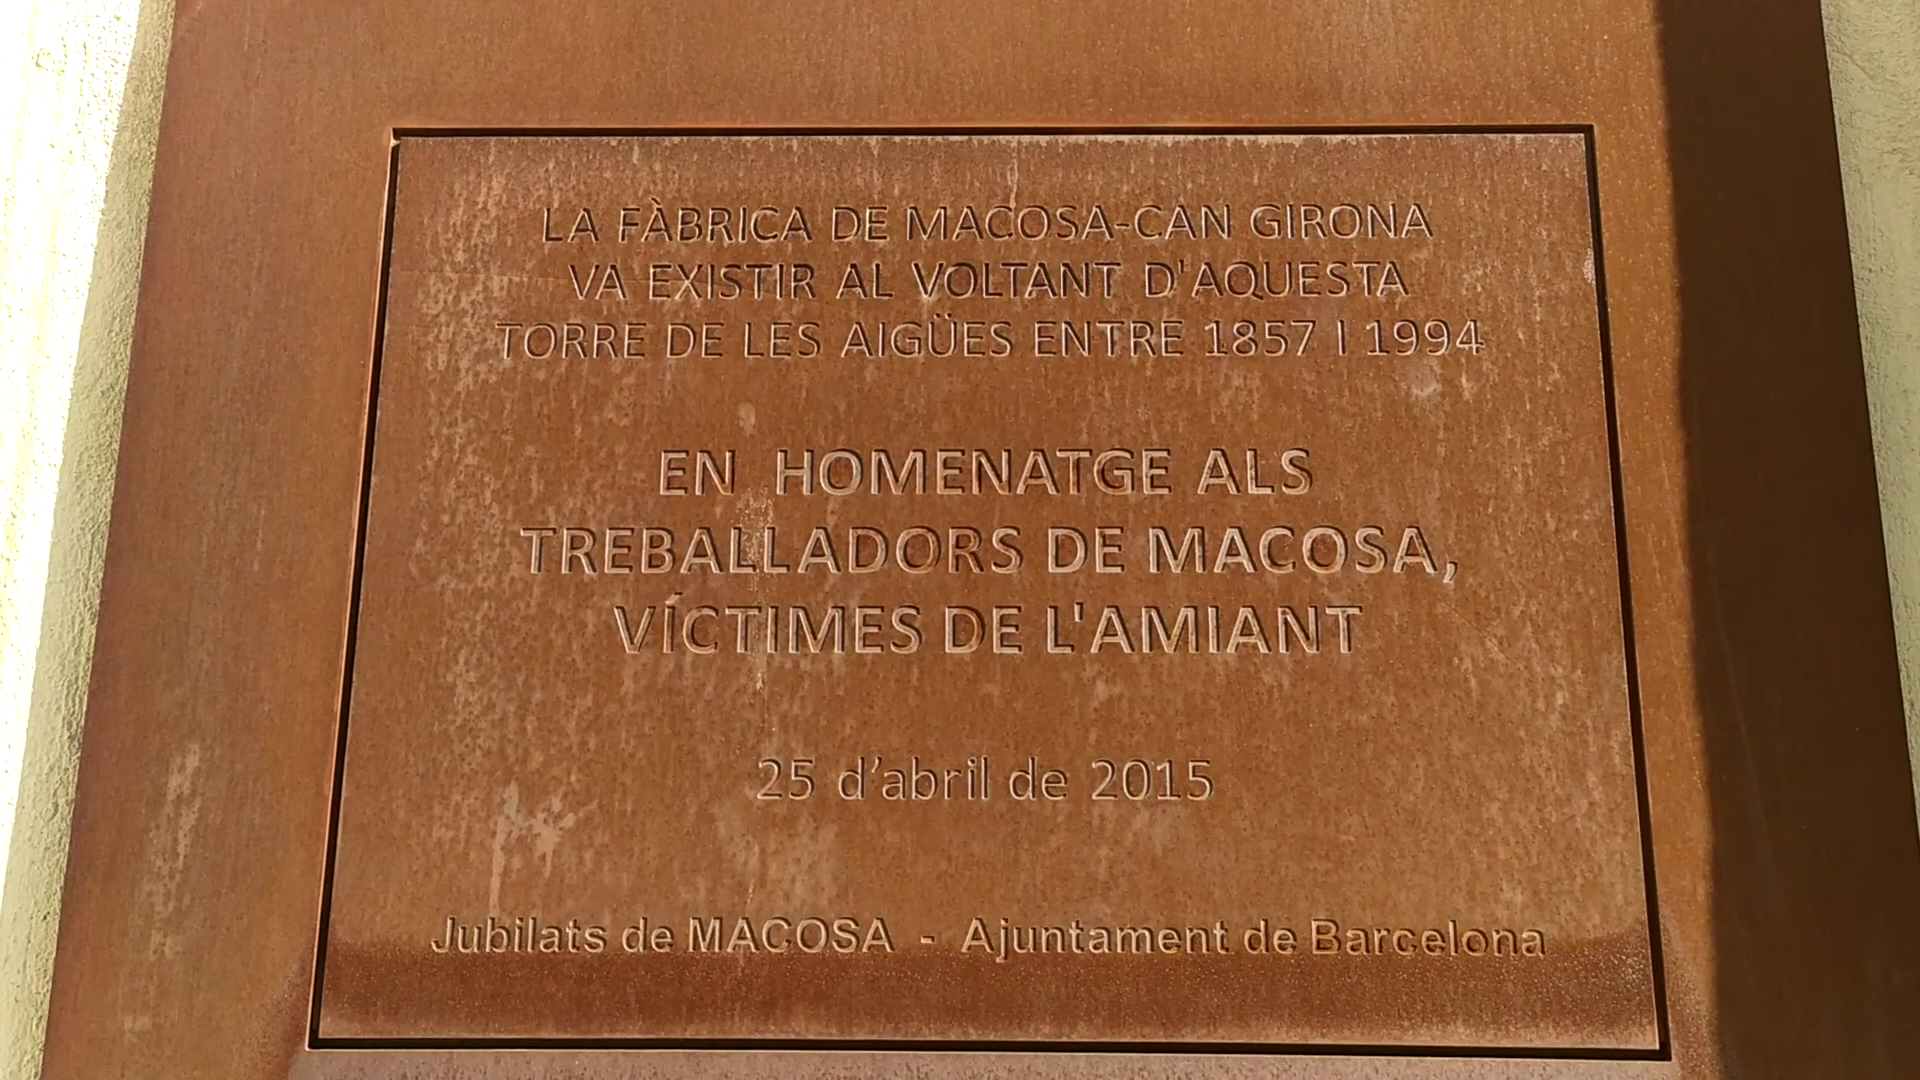 LA FÀBRICA DE MACOSA-CAN GIRONA
VA EXISTIR AL VOLTANT D'AQUESTA
TORRE DE LES AIGÜES ENTRE 1857 I 1994
EN HOMENATGE ALS
TREBALLADORS DE MACOSA,
VÍCTIMES DE L'AMIANT
25 d’abril de 2015
Jubilats de MACOSA - Ajuntament de Barcelona